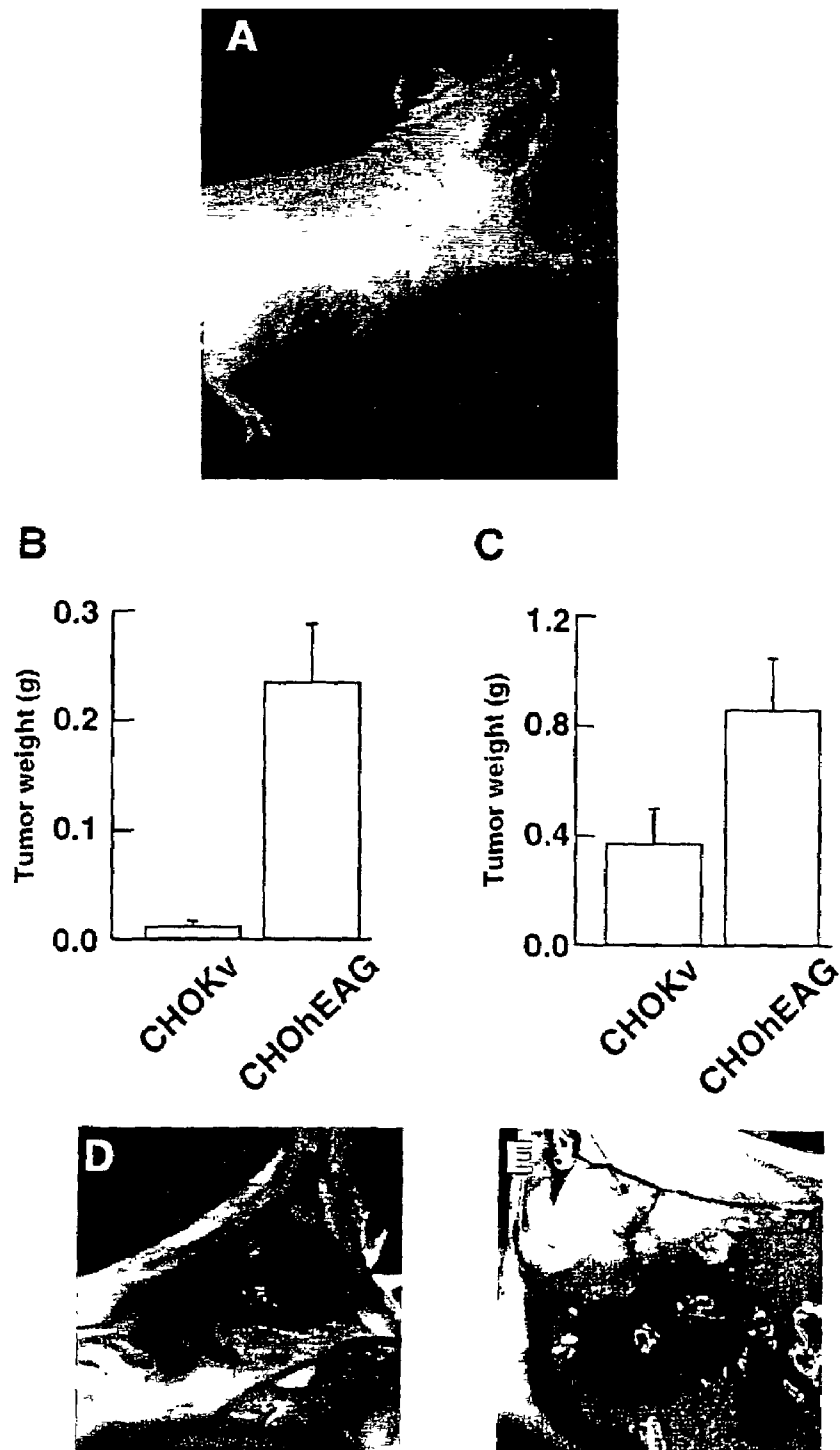 A
B
C
0.3
0.2
0.1
0.0
Tumor weight (g)
CHOKv
CHOhEAG
1.2
0.8
0.4
0.0
Tumor weight (g)
CHOKv
CHOhEAG
D
E